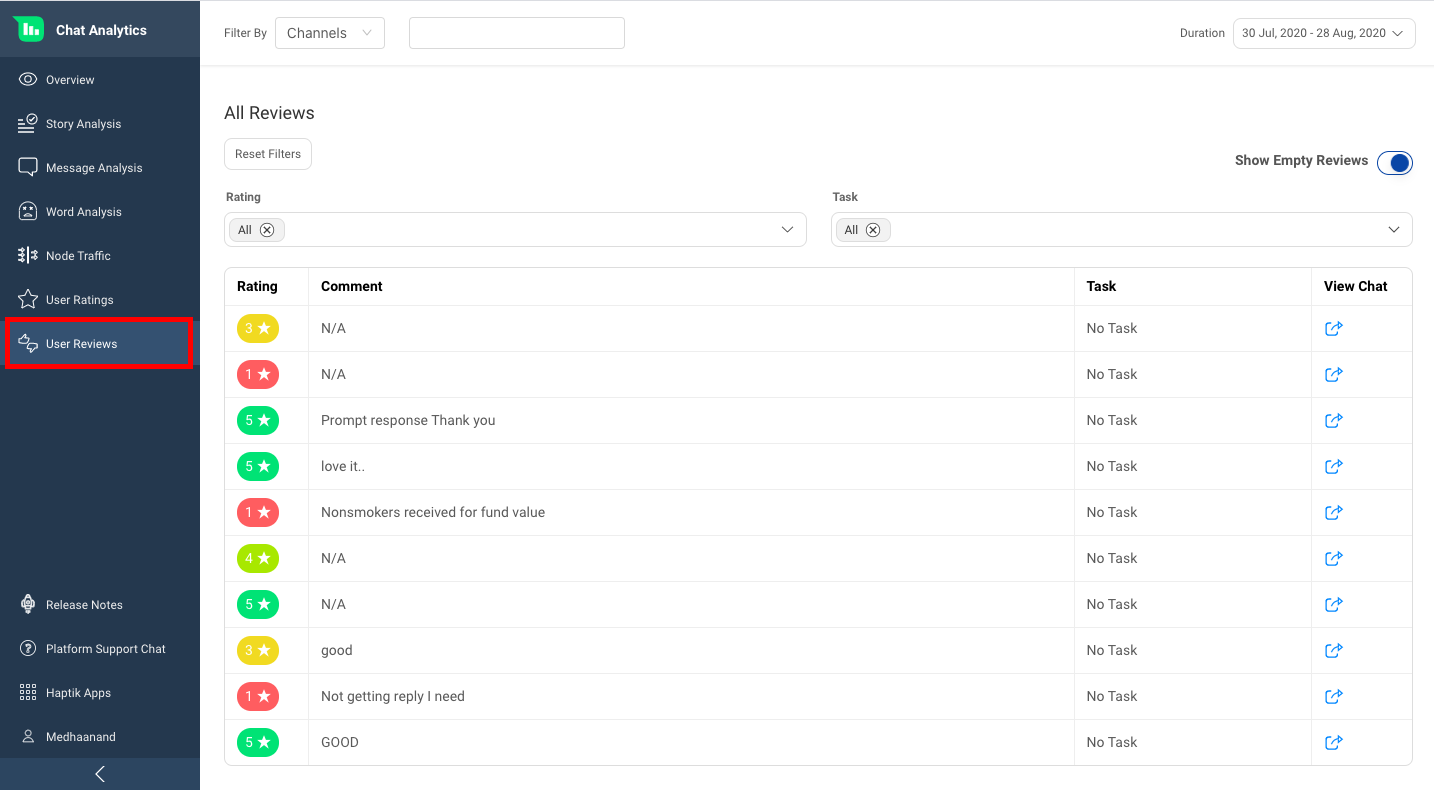 Chat Analytics
Overview
Story Analysis
Message Analysis
Word Analysis
Node Traffic
User Ratings
User Reviews
Release Notes
Platform Support Chat
Haptik Apps
Medhaanand
Filter By Channels
Duration 30 Jul, 2020 - 28 Aug, 2020
All Reviews
Reset Filters
Show Empty Reviews
Rating Task
All All
Rating Comment Task View Chat
3 ★ N/A No Task
1 ★ N/A No Task
5 ★ Prompt response Thank you No Task
5 ★ love it.. No Task
1 ★ Nonsmokers received for fund value No Task
4 ★ N/A No Task
5 ★ N/A No Task
3 ★ good No Task
1 ★ Not getting reply I need No Task
5 ★ GOOD No Task